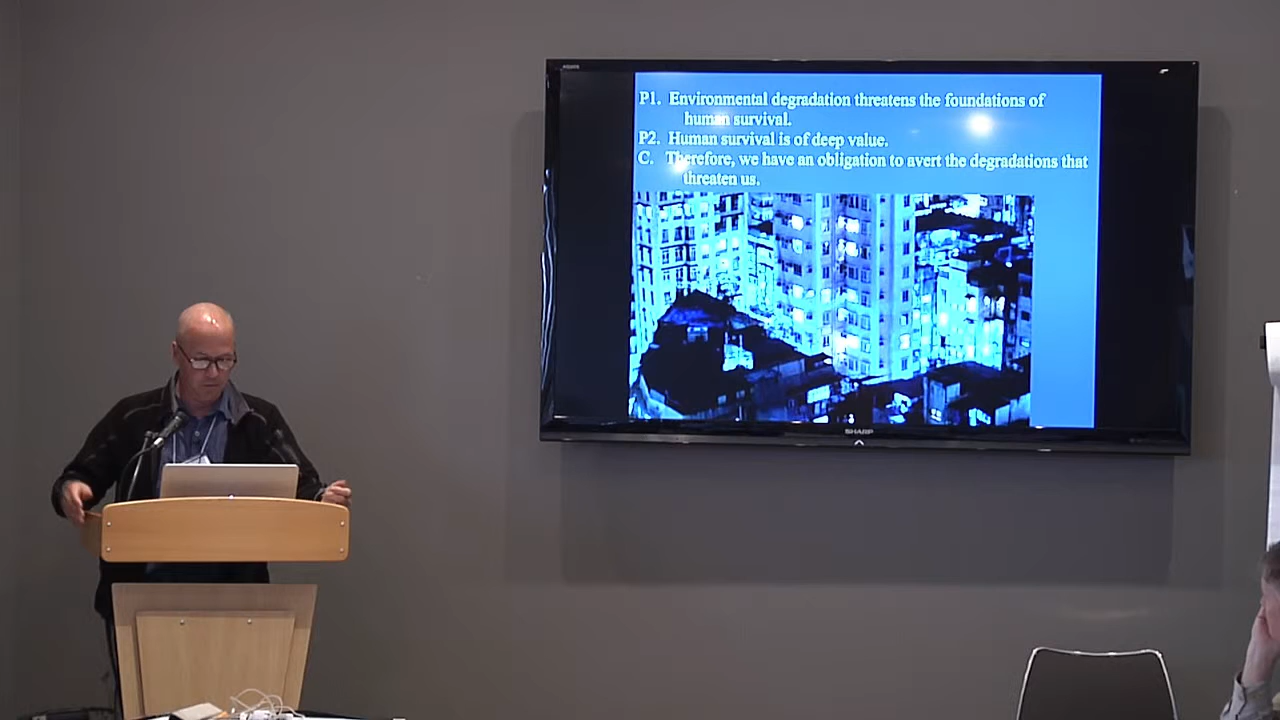 P1. Environmental degradation threatens the foundations of
human survival.
P2. Human survival is of deep value.
C. Therefore, we have an obligation to avert the degradations that
threaten us.
SHARP